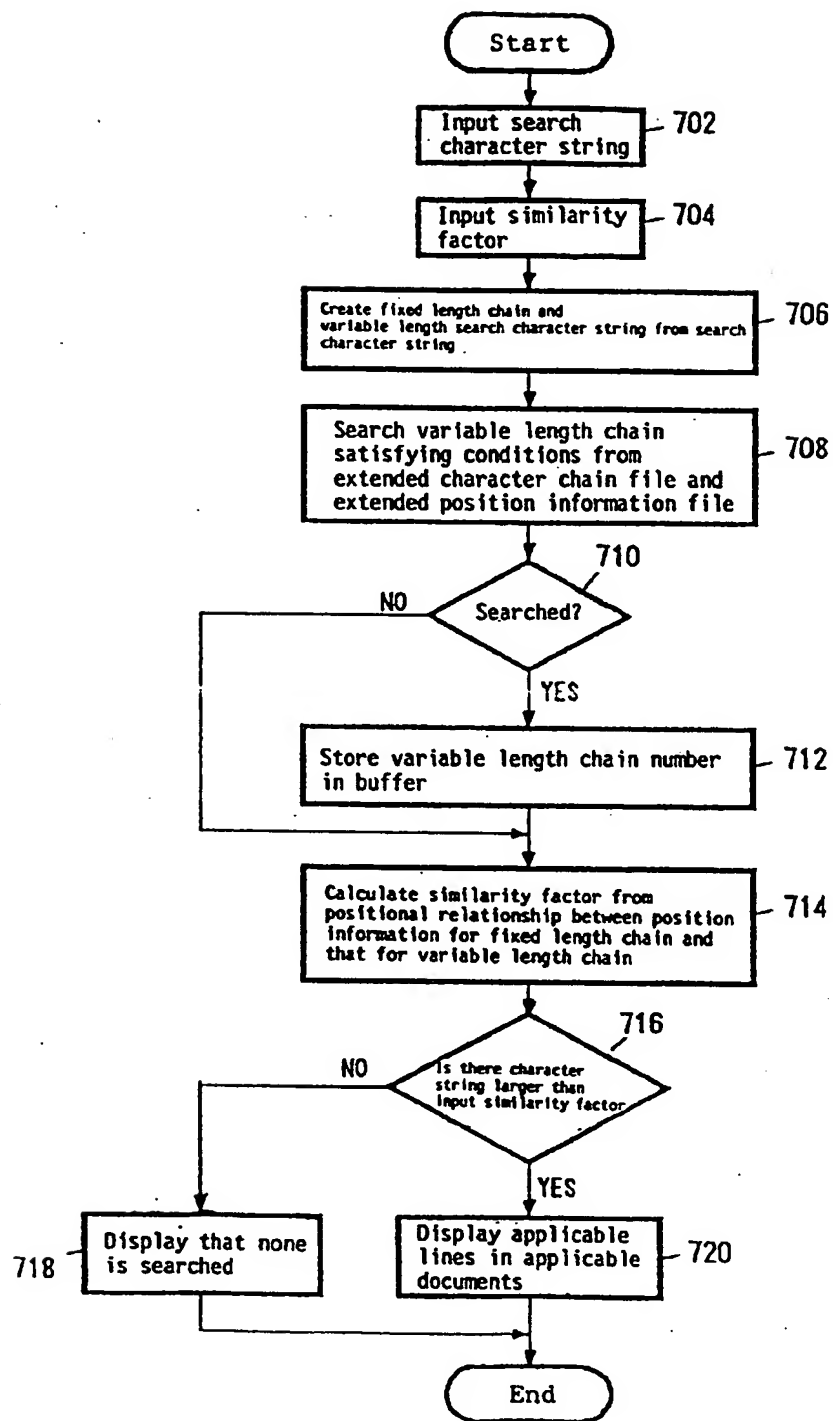 Start
Input search
character string
702
Input similarity
factor
704
Create fixed length chain and
variable length search character string from search
character string
706
Search variable length chain
satisfying conditions from
extended character chain file and
extended position information file
708
710
Searched?
NO
YES
Store variable length chain number
in buffer
712
Calculate similarity factor from
positional relationship between position
information for fixed length chain and
that for variable length chain
714
716
Is there character
string larger than
input similarity factor
NO
YES
Display that none
is searched
718
Display applicable
lines in applicable
documents
720
End